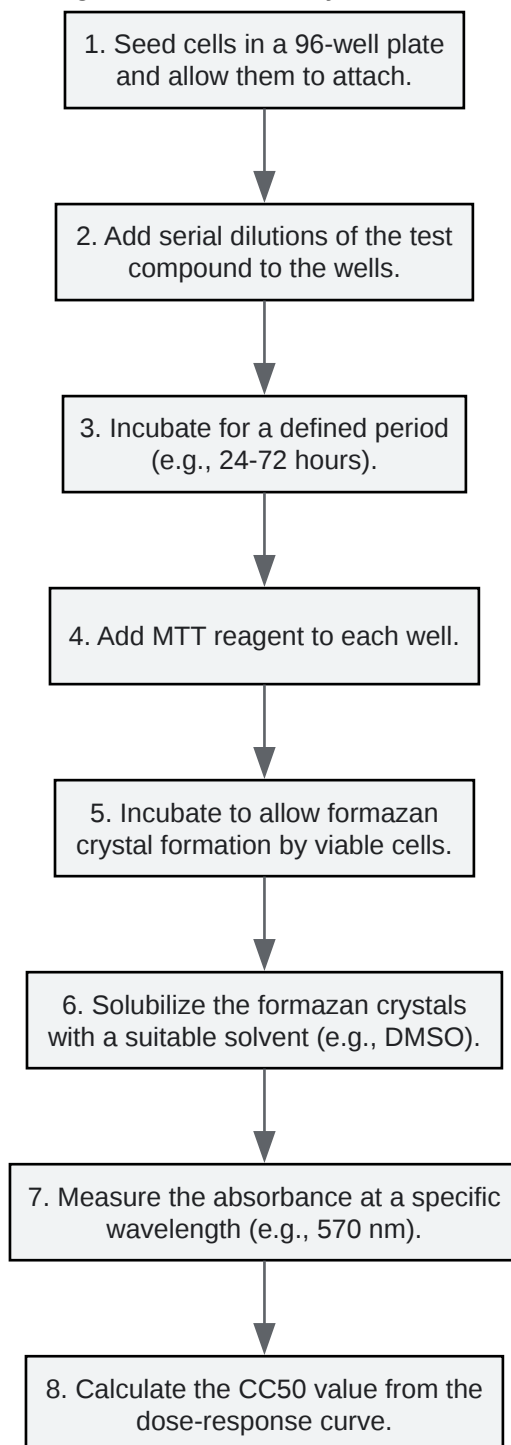 1. Seed cells in a 96-well plate
and allow them to attach.
2. Add serial dilutions of the test
compound to the wells.
3. Incubate for a defined period
(e.g., 24-72 hours).
4. Add MTT reagent to each well.
5. Incubate to allow formazan
crystal formation by viable cells.
6. Solubilize the formazan crystals
with a suitable solvent (e.g., DMSO).
7. Measure the absorbance at a specific
wavelength (e.g., 570 nm).
8. Calculate the CC50 value from the
dose-response curve.